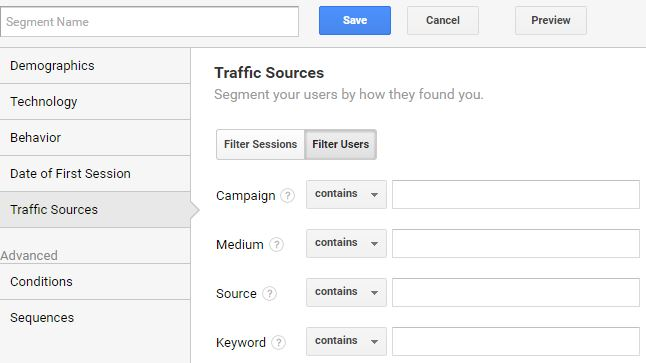 Segment Name
Save
Cancel
Preview
Demographics
Technology
Behavior
Date of First Session
Traffic Sources
Advanced
Conditions
Sequences
Traffic Sources
Segment your users by how they found you.
Filter Sessions Filter Users
Campaign ? contains
Medium ? contains
Source ? contains
Keyword ? contains